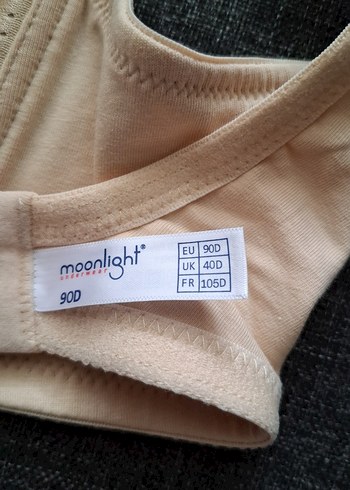 moonlight®
underwear
90D
EU 90D
UK 40D
FR 105D